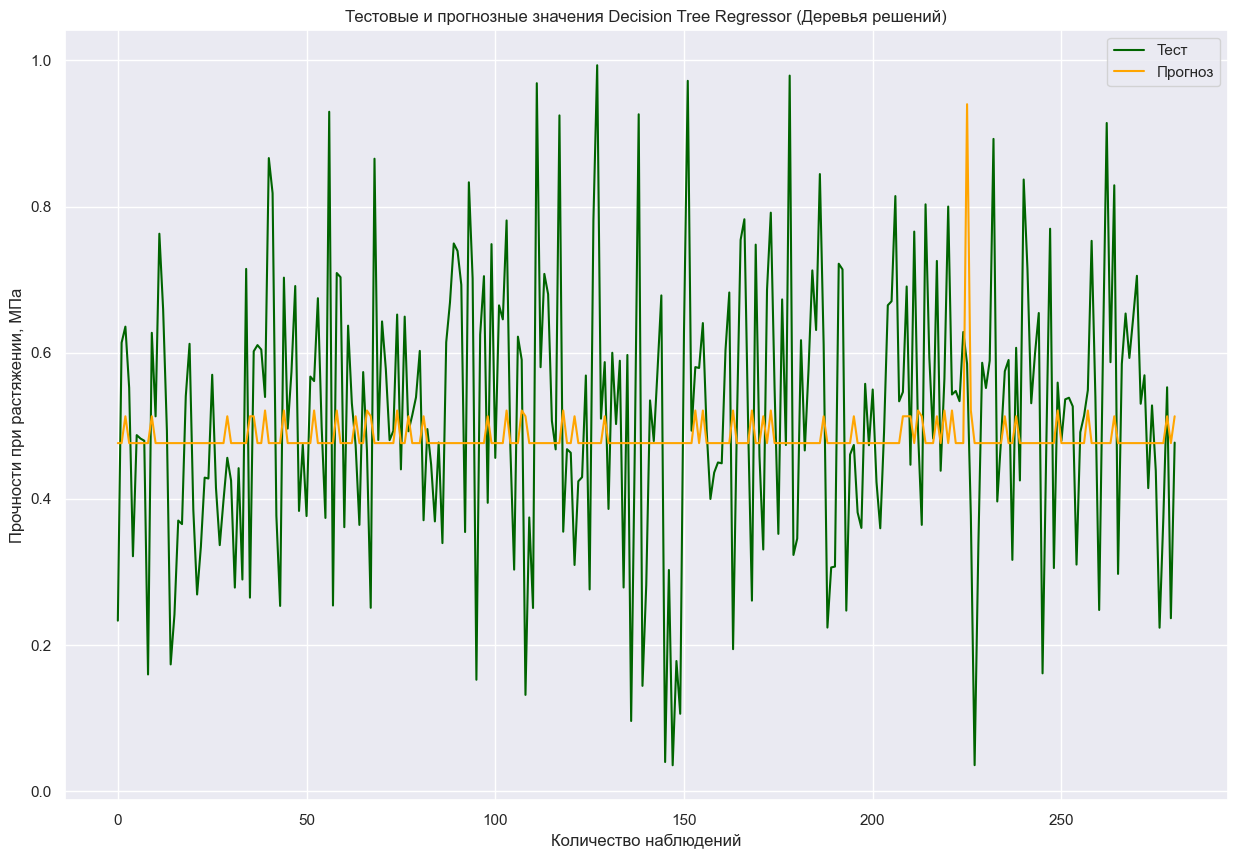 Тестовые и прогнозные значения Decision Tree Regressor (Деревья решений)
Тест
Прогноз
Прочности при растяжении, МПа
1.0
0.8
0.6
0.4
0.2
0.0
0 50 100 150 200 250
Количество наблюдений